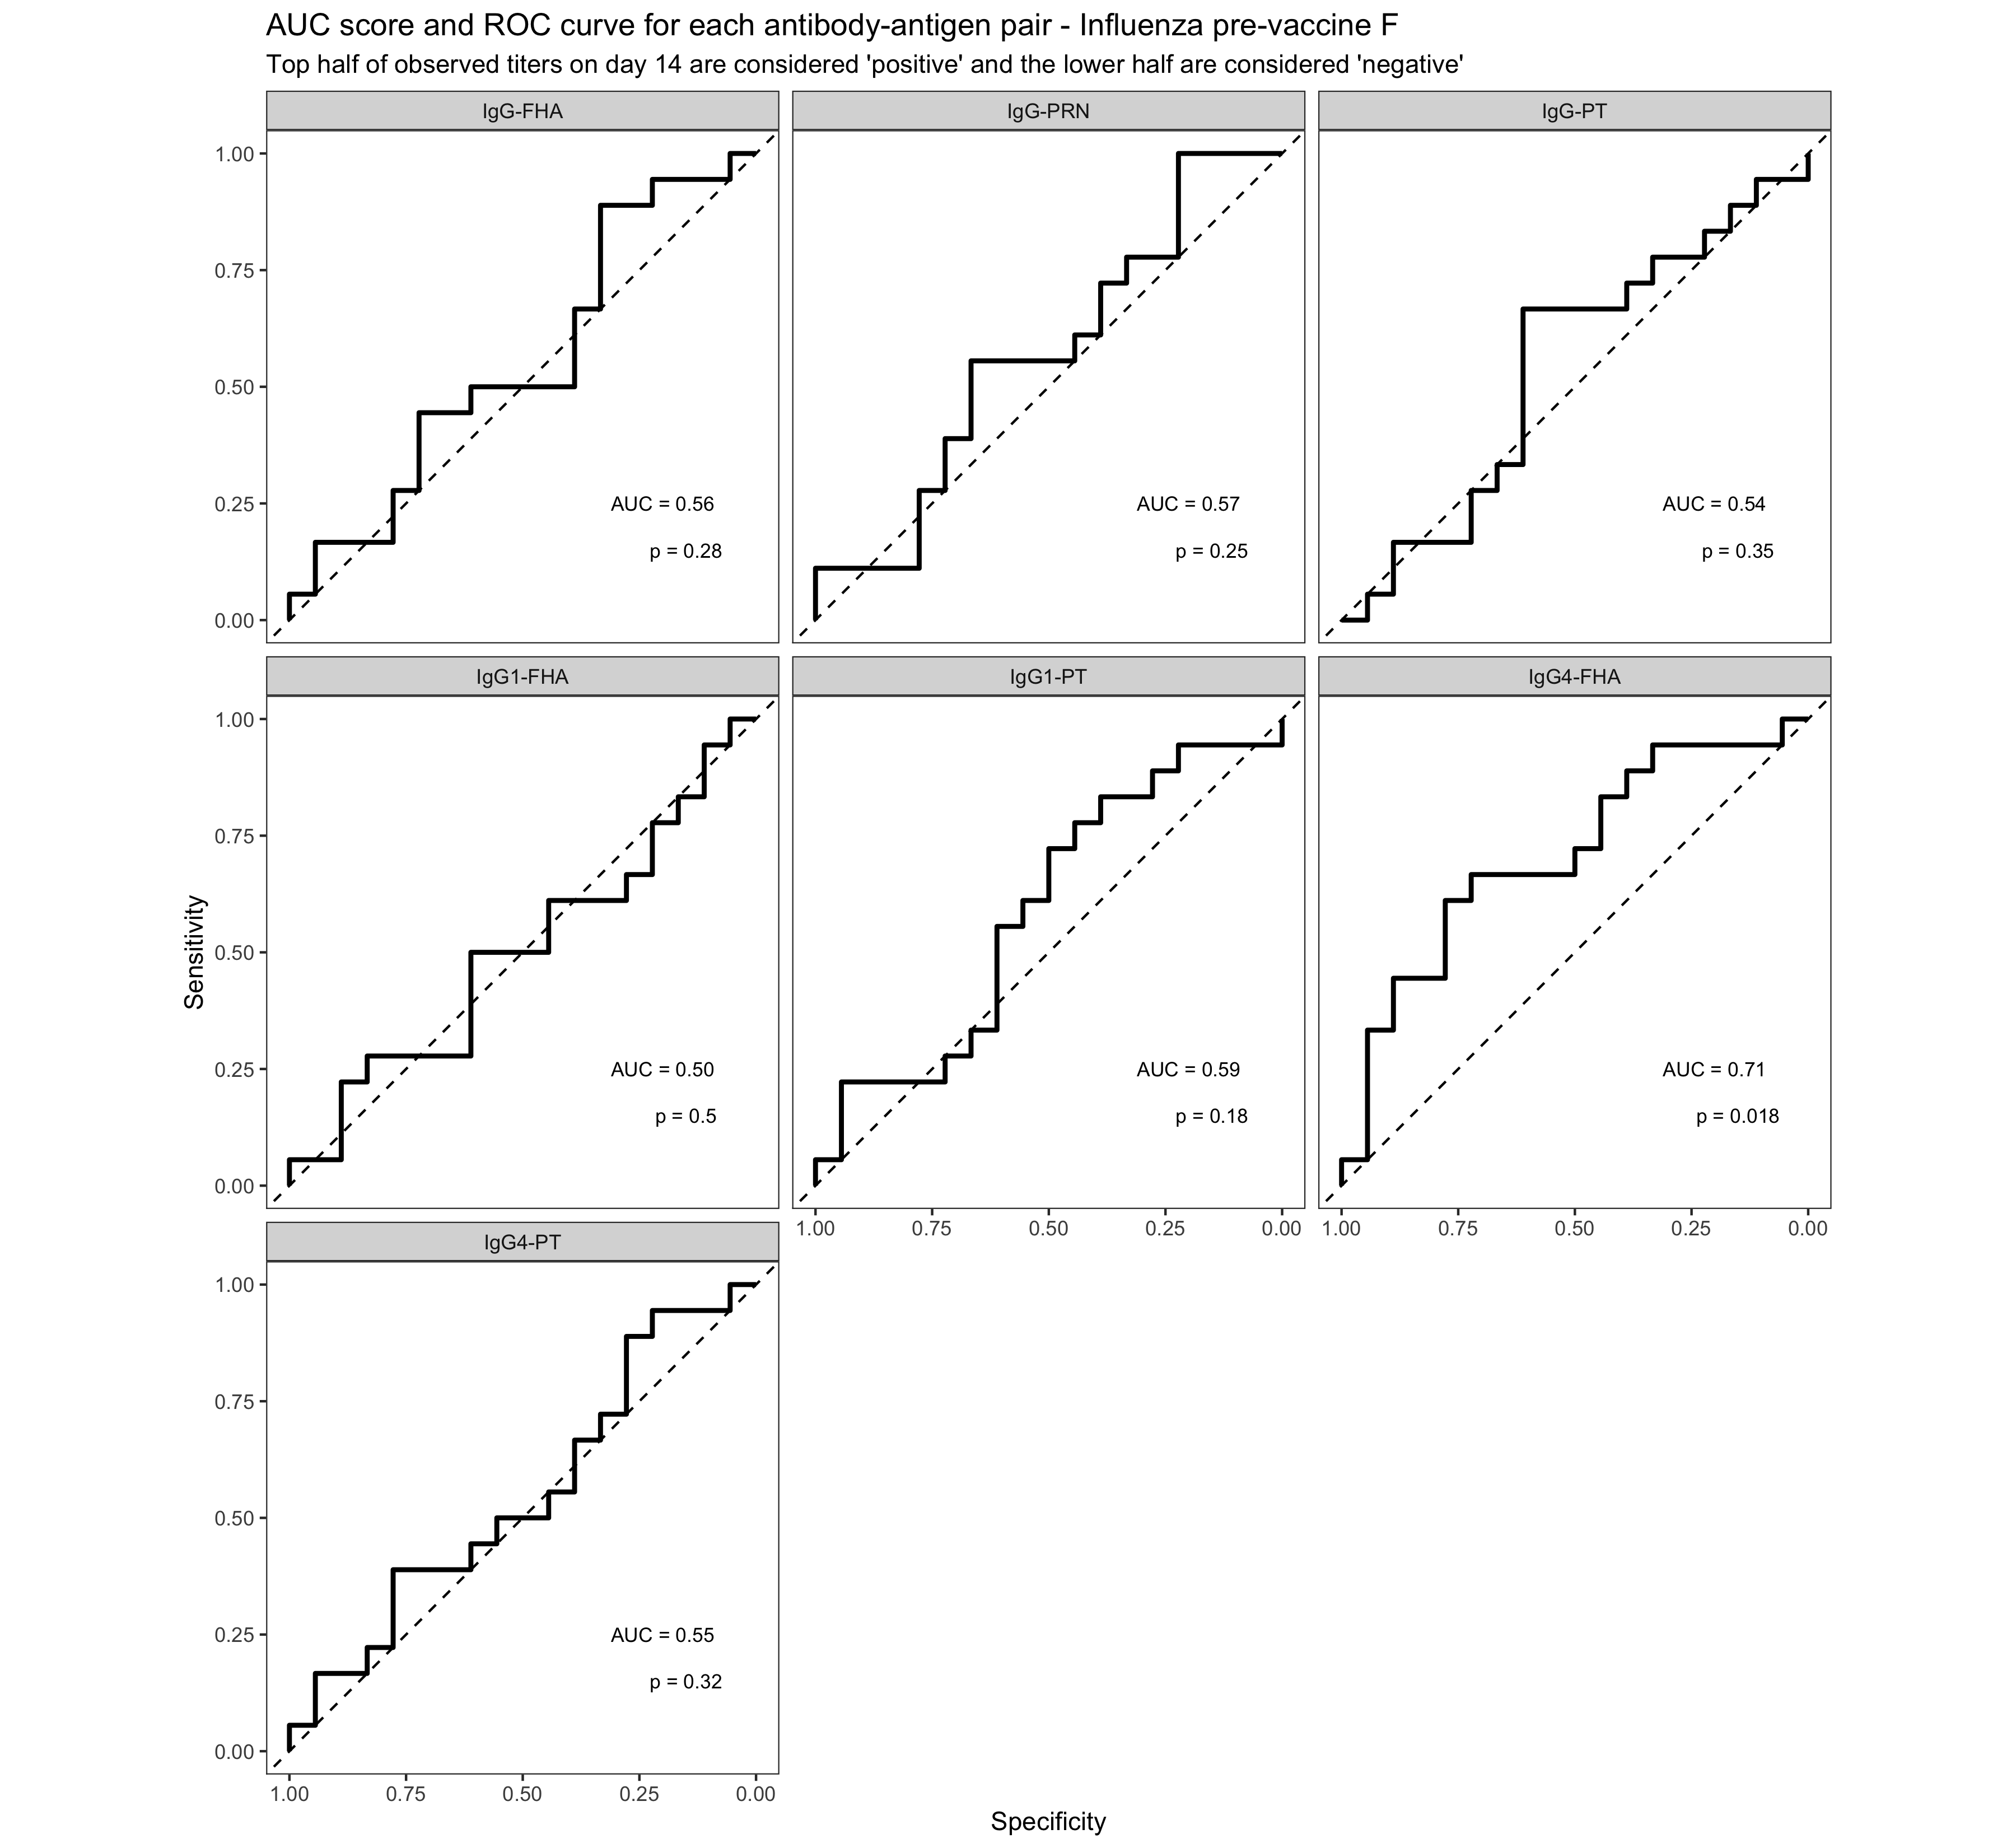 AUC score and ROC curve for each antibody-antigen pair - Influenza pre-vaccine F
Top half of observed titers on day 14 are considered 'positive' and the lower half are considered 'negative'
IgG-FHA
IgG-PRN
IgG-PT
1.00
0.75
0.50
0.25
0.00
AUC = 0.56
p = 0.28
AUC = 0.57
p = 0.25
AUC = 0.54
p = 0.35
IgG1-FHA
IgG1-PT
IgG4-FHA
Sensitivity
1.00
0.75
0.50
0.25
0.00
AUC = 0.50
p = 0.5
AUC = 0.59
p = 0.18
AUC = 0.71
p = 0.018
1.00 0.75 0.50 0.25 0.00
1.00 0.75 0.50 0.25 0.00
IgG4-PT
1.00
0.75
0.50
0.25
0.00
AUC = 0.55
p = 0.32
1.00 0.75 0.50 0.25 0.00
Specificity